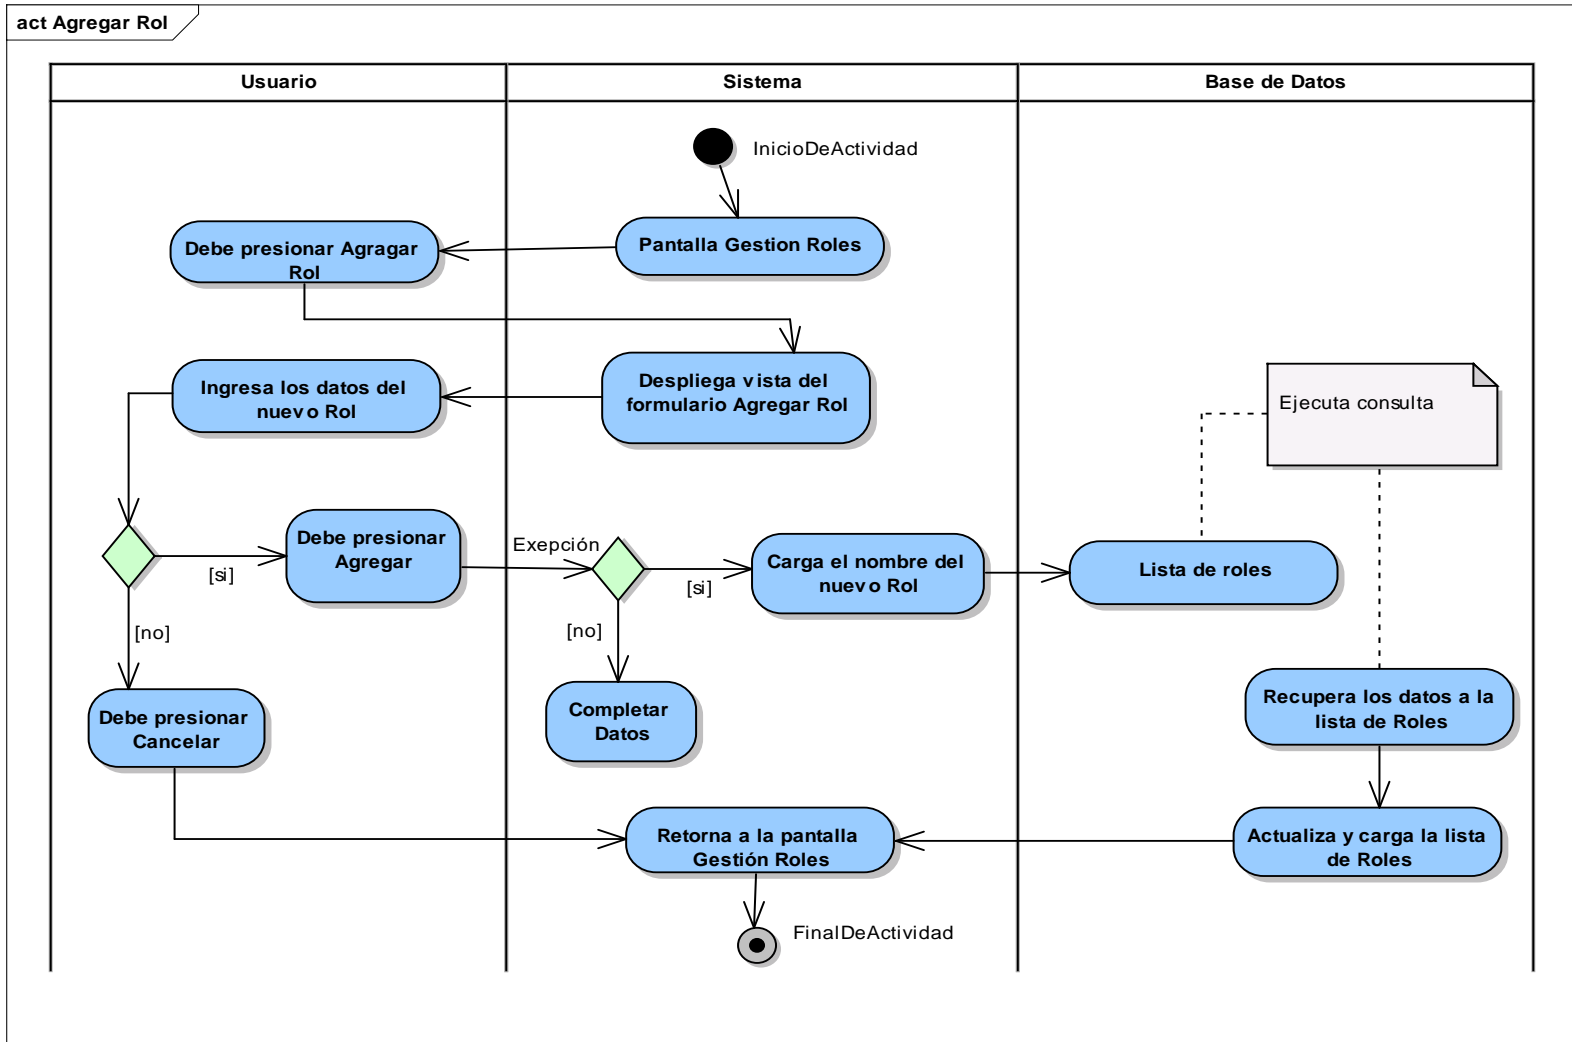 act Agregar Rol
Usuario
Sistema
Base de Datos
InicioDeActividad
Pantalla Gestion Roles
Debe presionar Agragar
Rol
Despliega vista del
formulario Agregar Rol
Ingresa los datos del
nuevo Rol
Ejecuta consulta
[si]
Debe presionar
Agregar
Exepción
[si]
Carga el nombre del
nuevo Rol
Lista de roles
[no]
[no]
Debe presionar
Cancelar
Completar
Datos
Recupera los datos a la
lista de Roles
Retorna a la pantalla
Gestión Roles
Actualiza y carga la lista
de Roles
FinalDeActividad